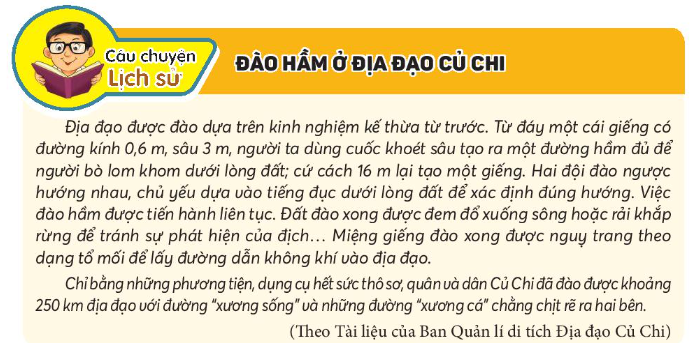 Câu chuyện
Lịch sử
ĐÀO HẦM Ở ĐỊA ĐẠO CỦ CHI
Địa đạo được đào dựa trên kinh nghiệm kế thừa từ trước. Từ đáy một cái giếng có
đường kính 0,6 m, sâu 3 m, người ta dùng cuốc khoét sâu tạo ra một đường hầm đủ để
người bò lom khom dưới lòng đất; cứ cách 16 m lại tạo một giếng. Hai đội đào ngược
hướng nhau, chủ yếu dựa vào tiếng đục dưới lòng đất để xác định đúng hướng. Việc
đào hầm được tiến hành liên tục. Đất đào xong được đem đổ xuống sông hoặc rải khắp
rừng để tránh sự phát hiện của địch… Miệng giếng đào xong được nguỵ trang theo
dạng tổ mối để lấy đường dẫn không khí vào địa đạo.
Chỉ bằng những phương tiện, dụng cụ hết sức thô sơ, quân và dân Củ Chi đã đào được khoảng
250 km địa đạo với đường “xương sống” và những đường “xương cá” chằng chịt rẽ ra hai bên.
(Theo Tài liệu của Ban Quản lí di tích Địa đạo Củ Chi)